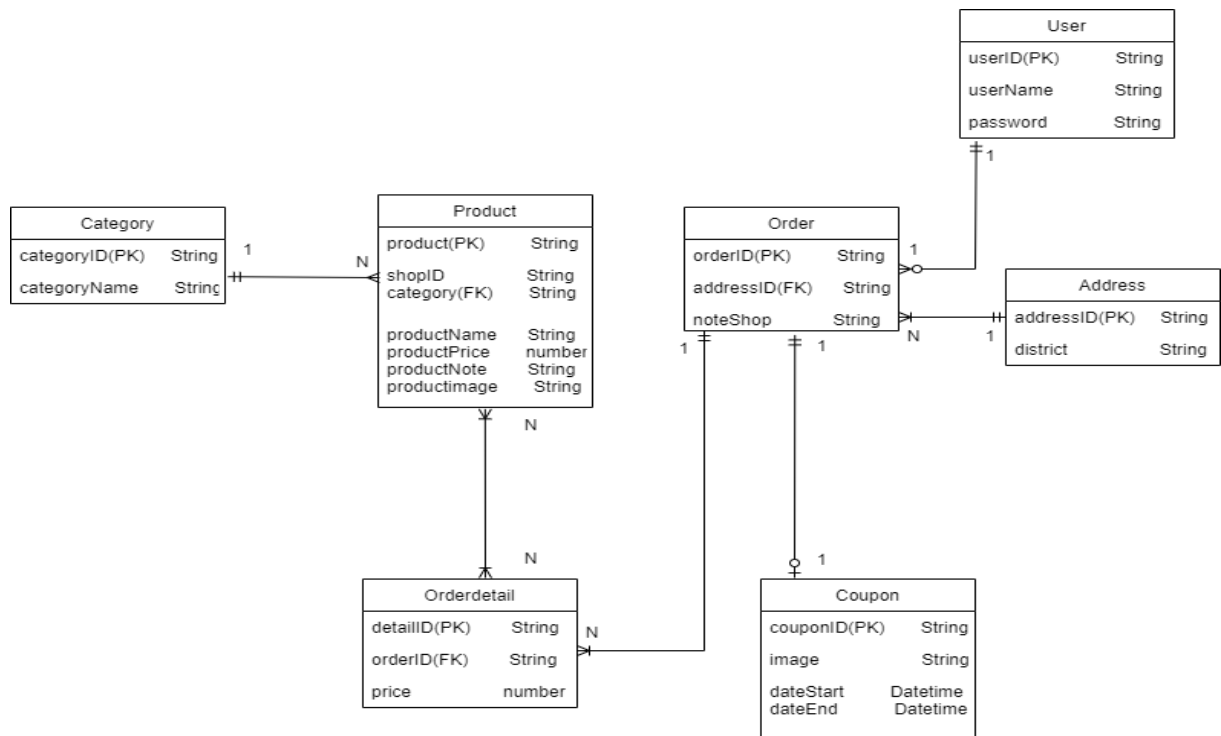 User
userID(PK) String
userName String
password String
1
Category
categoryID(PK) String
categoryName String
1
N
Product
product(PK) String
shopID String
category(FK) String
productName String
productPrice number
productNote String
productimage String
N
Order
orderID(PK) String
addressID(FK) String
noteShop String
1
N
1
1
1
Address
addressID(PK) String
district String
N
Orderdetail
detailID(PK) String
orderID(FK) String
price number
N
1
Coupon
couponID(PK) String
image String
dateStart Datetime
dateEnd Datetime